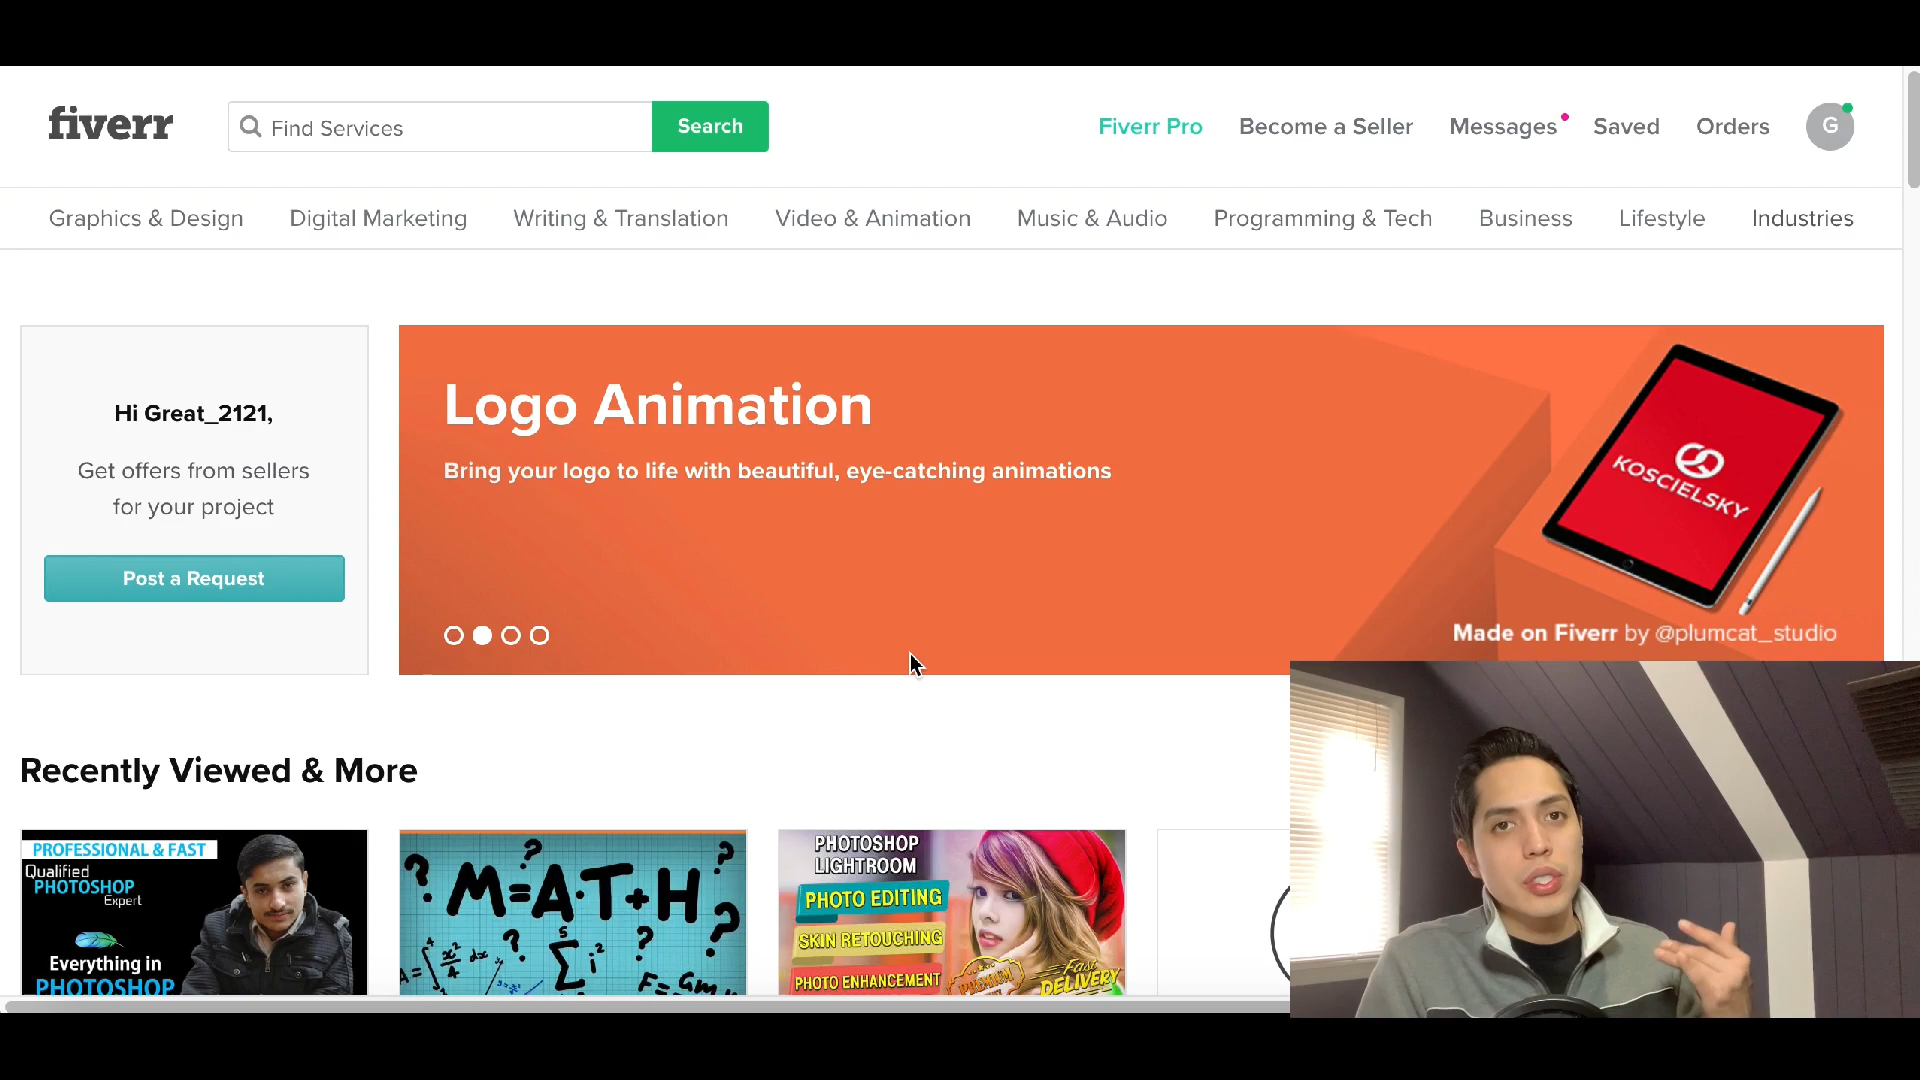 fiverr
Find Services
Search
Fiverr Pro
Become a Seller
Messages
Saved
Orders
G
Graphics & Design
Digital Marketing
Writing & Translation
Video & Animation
Music & Audio
Programming & Tech
Business
Lifestyle
Industries
Hi Great_2121,
Get offers from sellers
for your project
Post a Request
Logo Animation
Bring your logo to life with beautiful, eye-catching animations
KOSCIELSKY
Made on Fiverr by @plumcat_studio
Recently Viewed & More
PROFESSIONAL & FAST
Qualified
PHOTOSHOP
Expert
Everything in
PHOTOSHOP
M=A·T+H
PHOTOSHOP
LIGHTROOM
PHOTO EDITING
SKIN RETOUCHING
PHOTO ENHANCEMENT
PREMIUM
Fast
DELIVERY